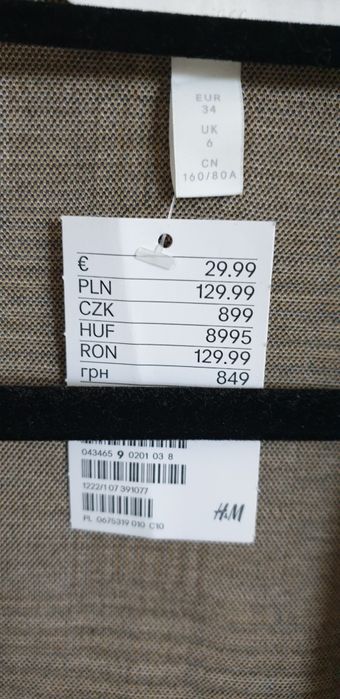 EUR
34
UK
6
CN
160/80A
€ 29.99
PLN 129.99
CZK 899
HUF 8995
RON 129.99
грн 849
043465 9 0201 03 8
1222/1 07 391077
PL 0675319 010 C10
H&M